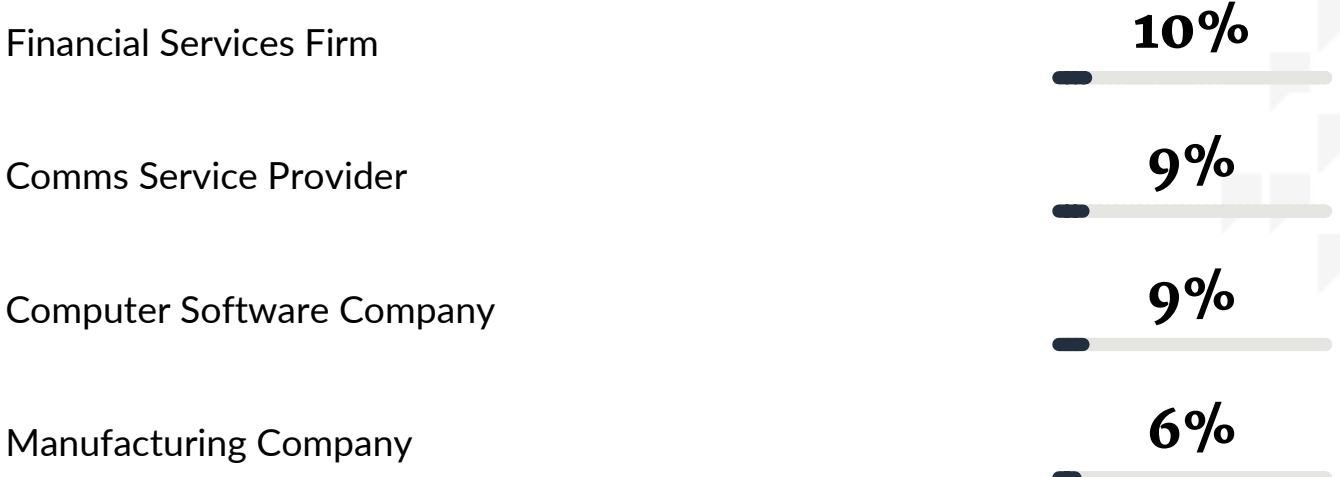 Financial Services Firm 10%
Comms Service Provider 9%
Computer Software Company 9%
Manufacturing Company 6%